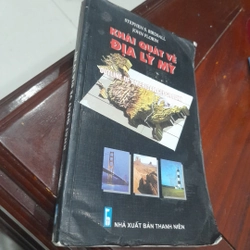 STEPHEN S. BIRDSALL
JOHN FLORIN
KHÁI QUÁT VỀ
ĐỊA LÝ MỸ
NHÀ XUẤT BẢN THANH NIÊN